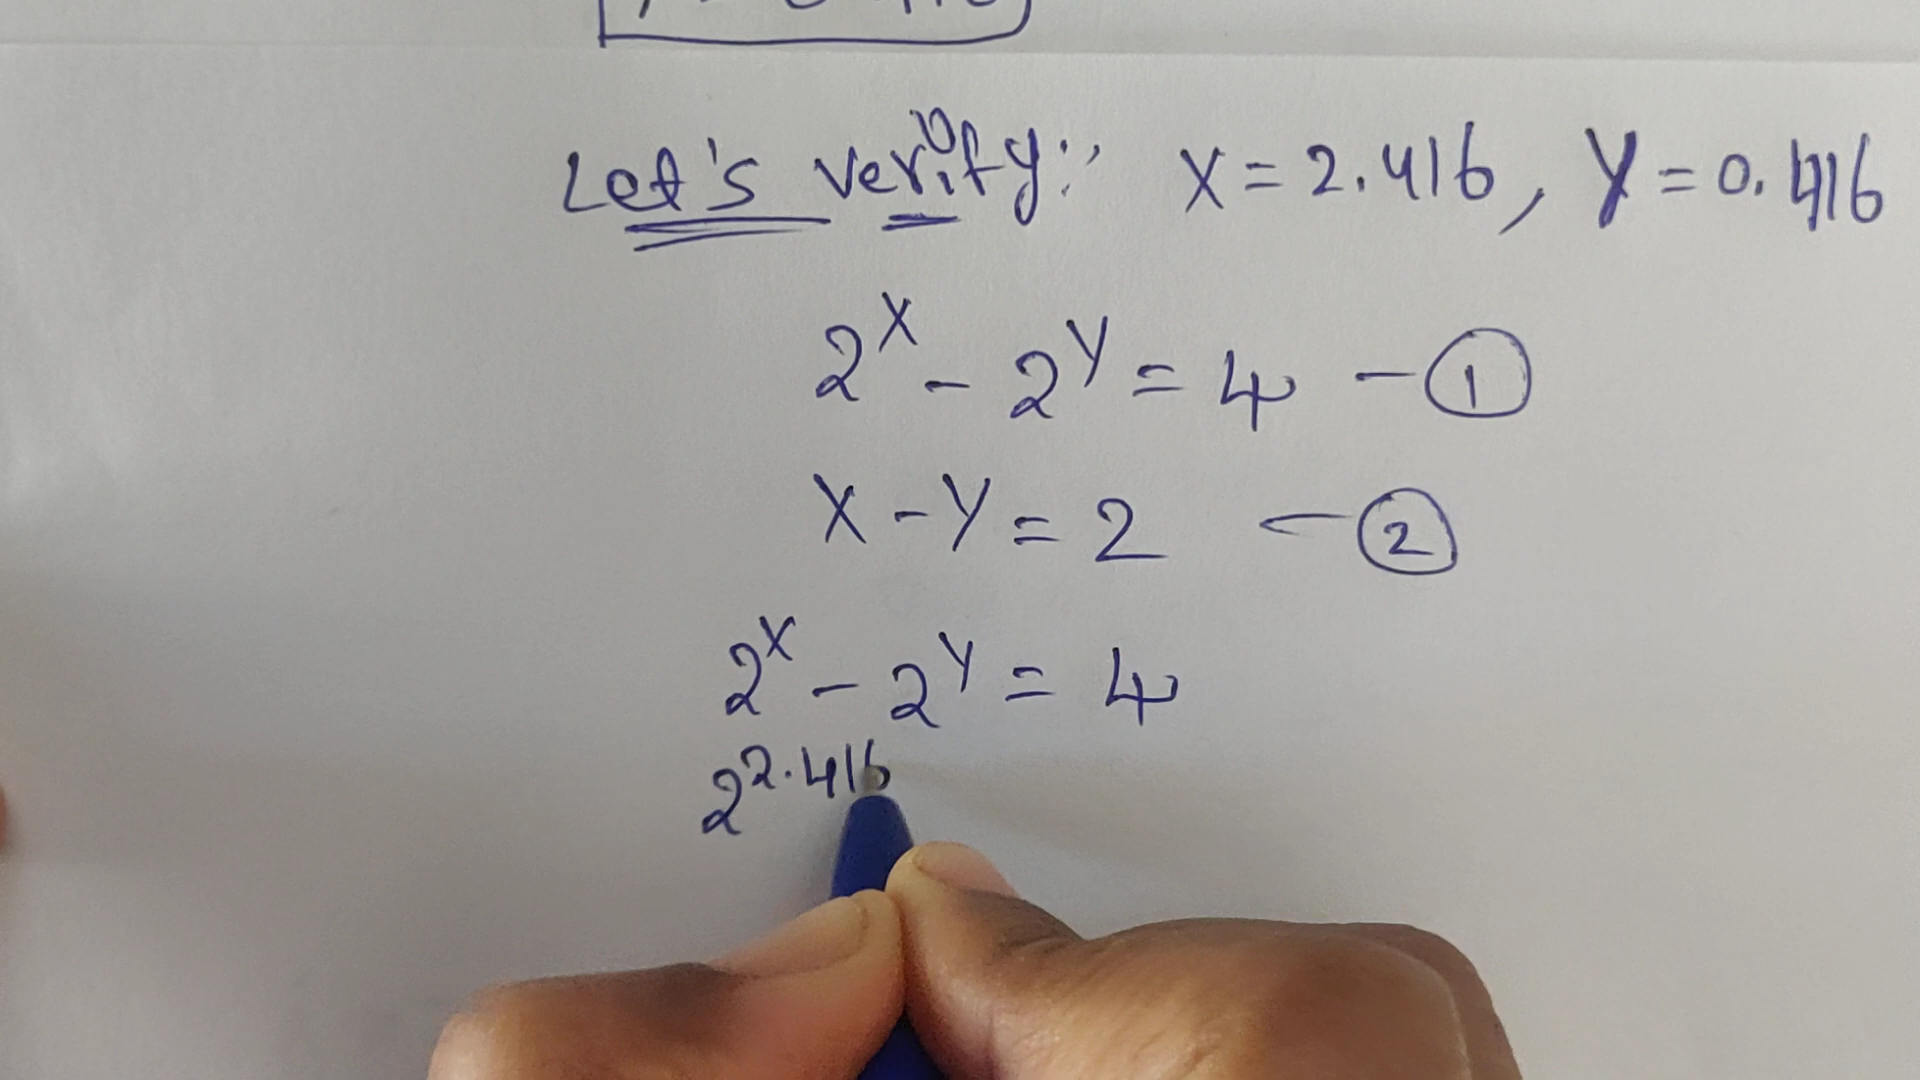 Let's verify:- X = 2.416, Y = 0.416
2^X - 2^Y = 4 - ①
X - Y = 2 - ②
2^X - 2^Y = 4
2^2.416